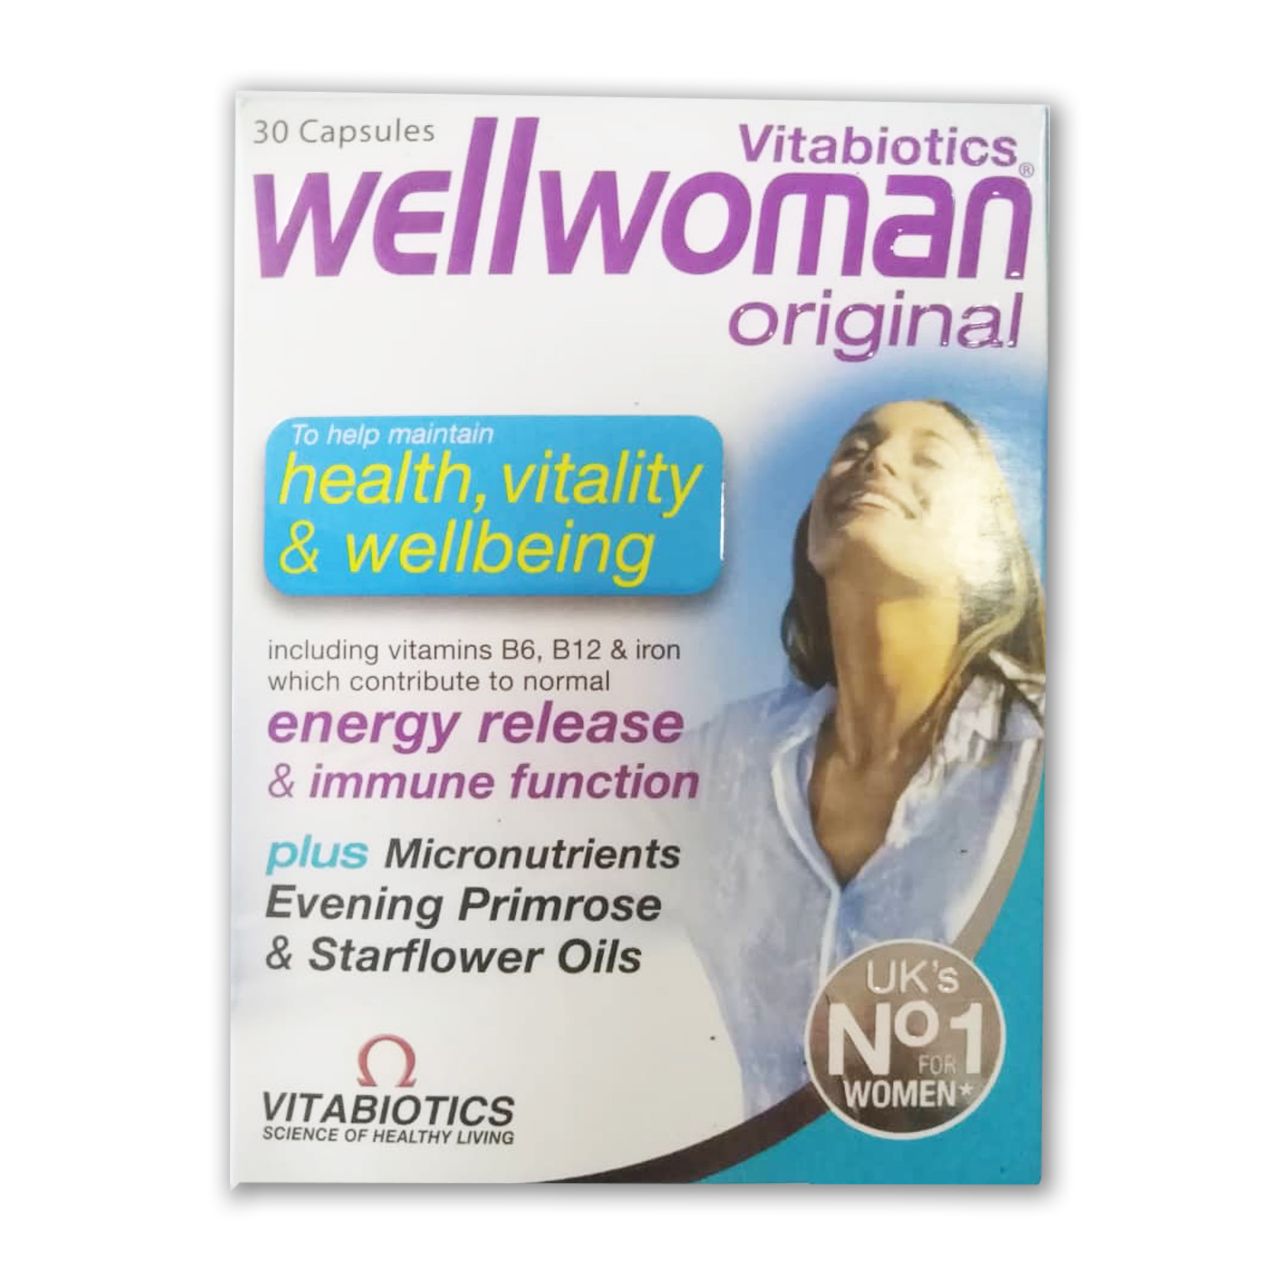 30 Capsules
Vitabiotics
wellwoman®
original
To help maintain
health, vitality
& wellbeing
including vitamins B6, B12 & iron
which contribute to normal
energy release
& immune function
plus Micronutrients
Evening Primrose
& Starflower Oils
UK's
No1
FOR
WOMEN*
Ω
VITABIOTICS
SCIENCE OF HEALTHY LIVING